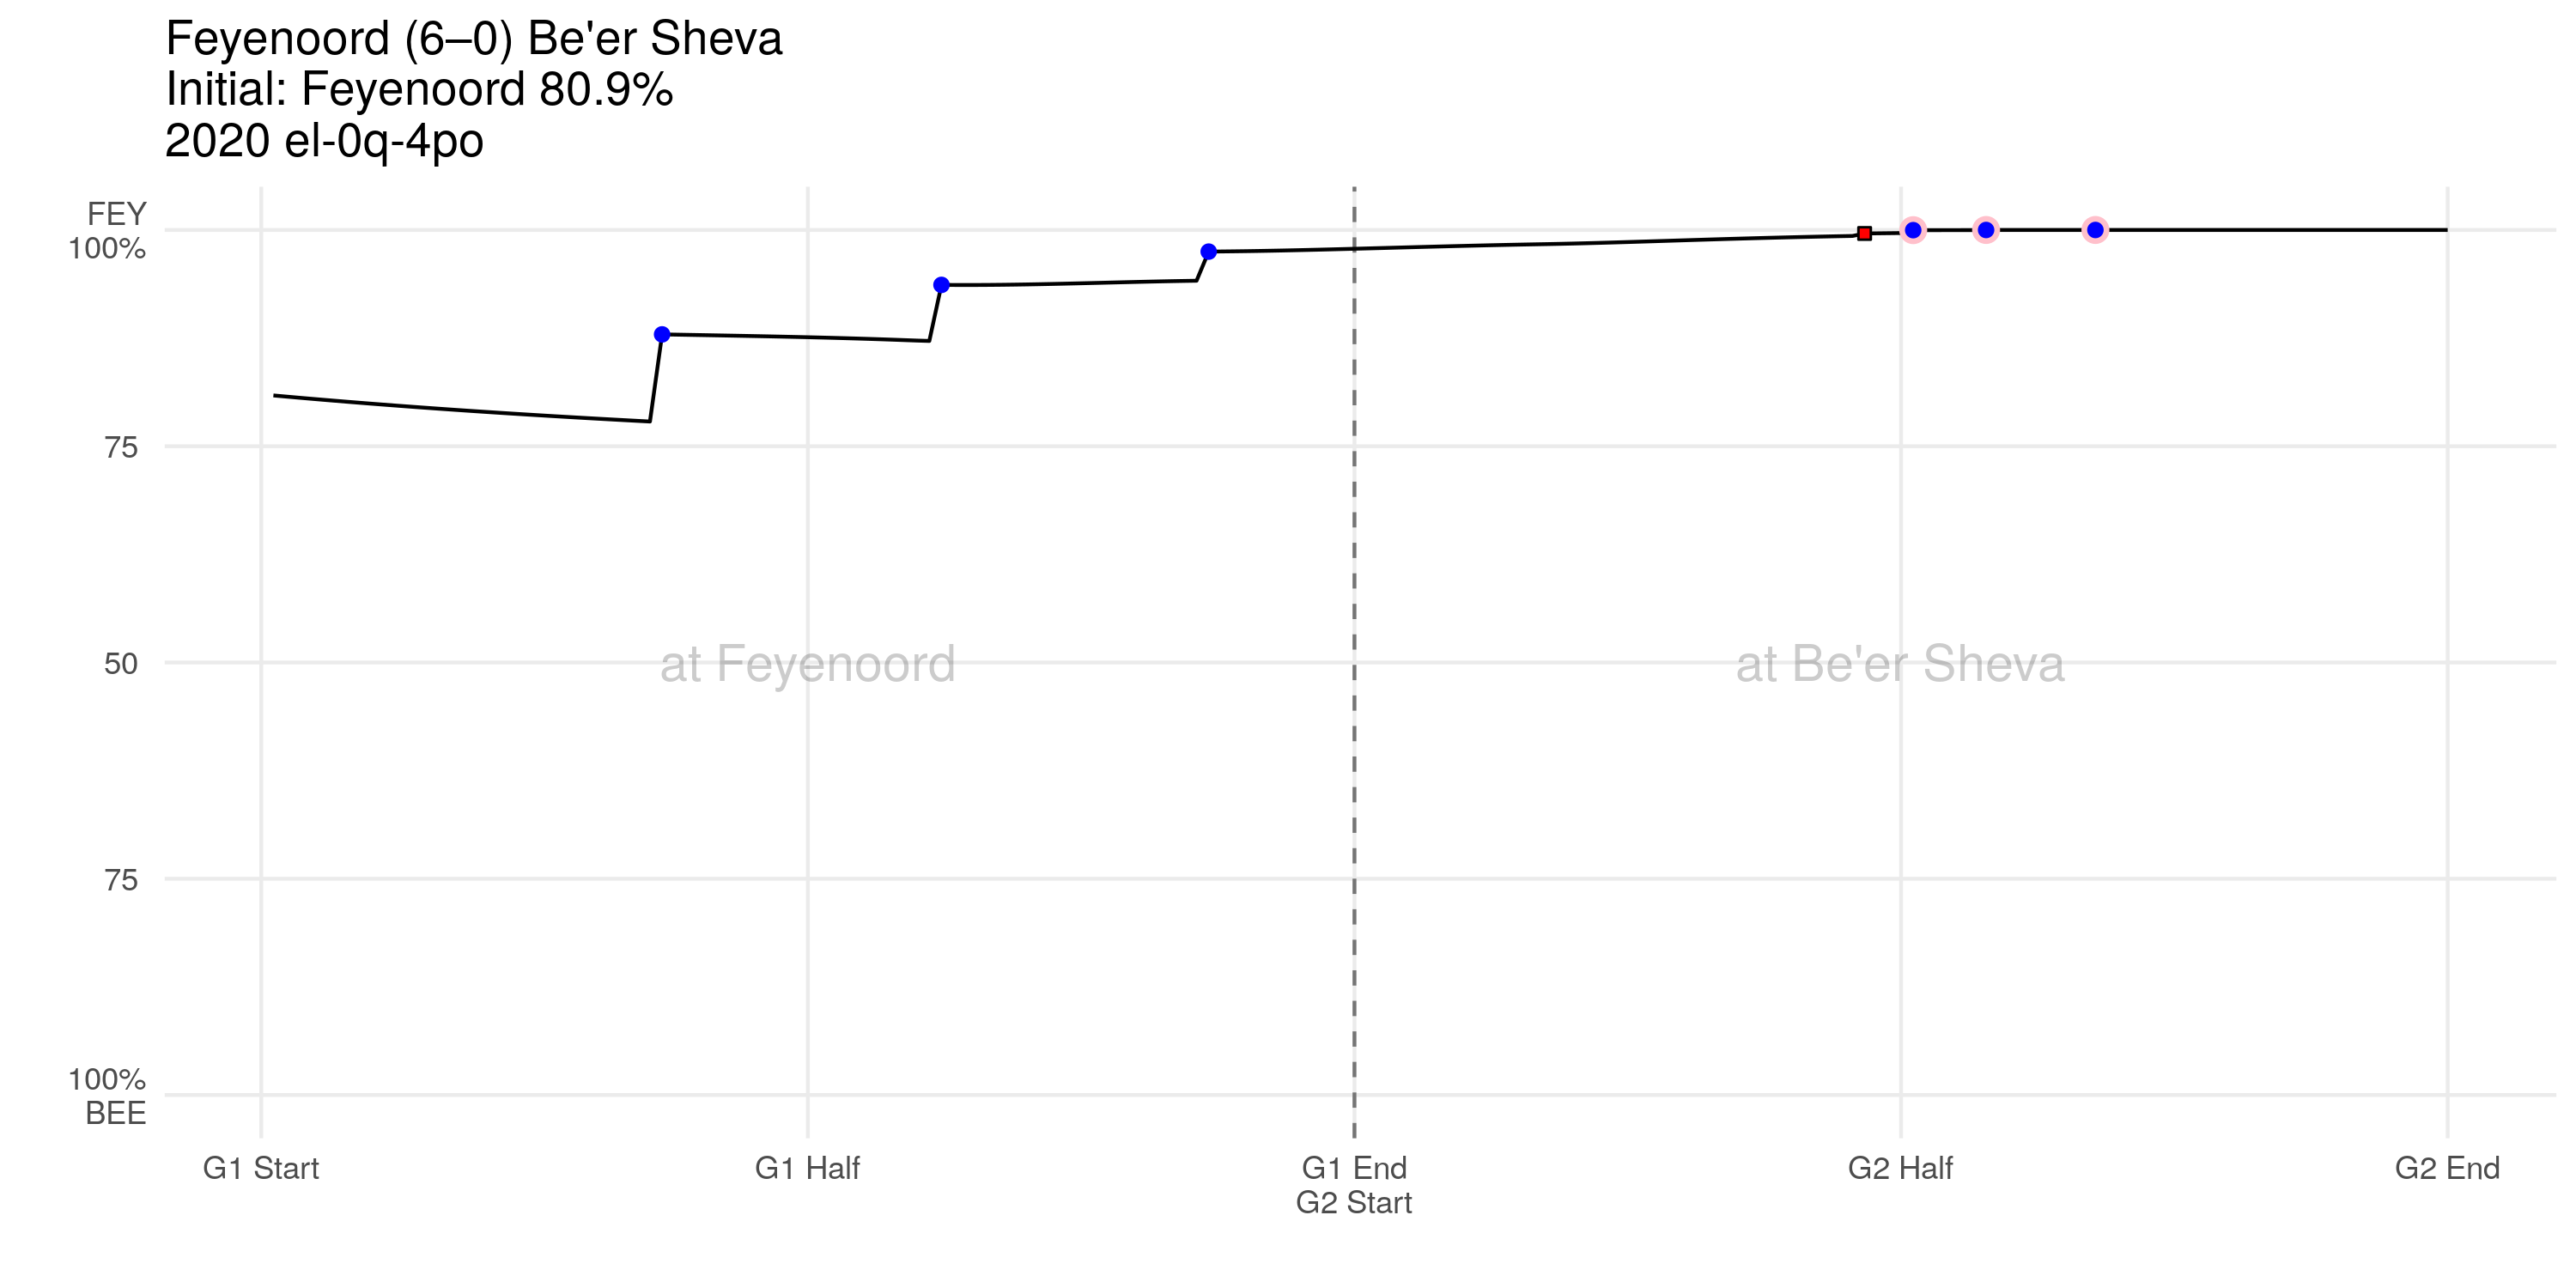 Feyenoord (6–0) Be'er Sheva
Initial: Feyenoord 80.9%
2020 el-0q-4po
FEY
100%
75
50
75
100%
BEE
at Feyenoord
at Be'er Sheva
G1 Start
G1 Half
G1 End
G2 Start
G2 Half
G2 End